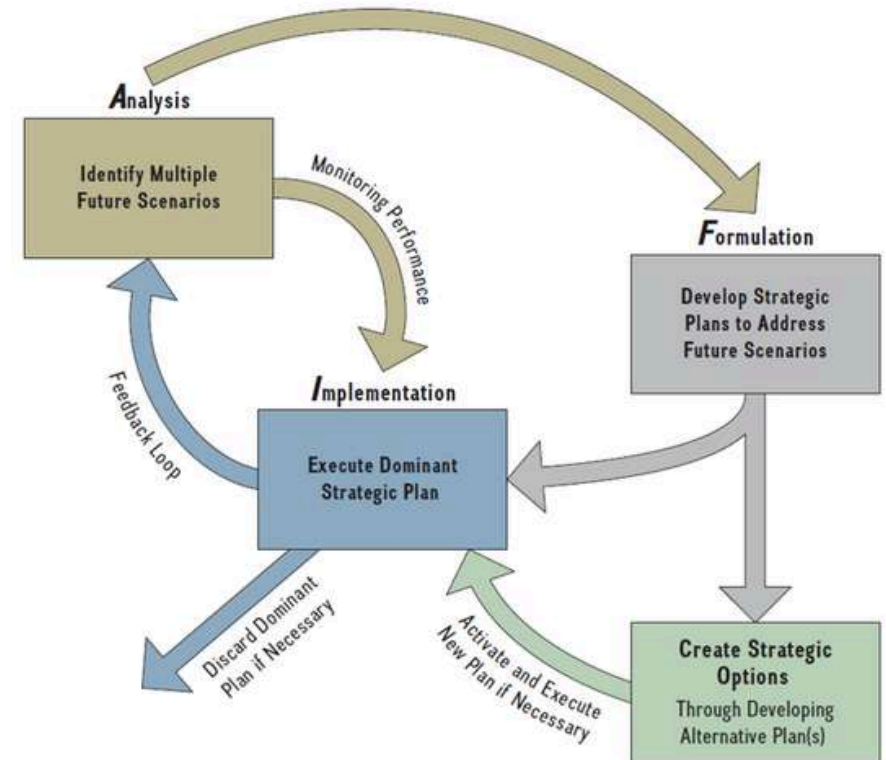 Analysis
Identify Multiple
Future Scenarios
Monitoring Performance
Formulation
Develop Strategic
Plans to Address
Future Scenarios
Implementation
Execute Dominant
Strategic Plan
Feedback Loop
Discard Dominant
Plan if Necessary
Activate and Execute
New Plan if Necessary
Create Strategic
Options
Through Developing
Alternative Plan(s)